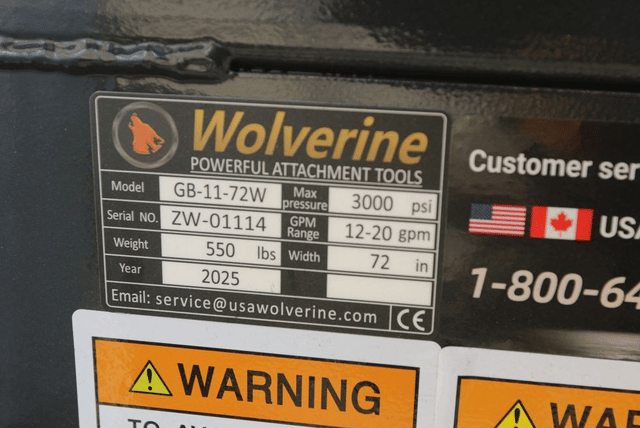 Wolverine
POWERFUL ATTACHMENT TOOLS
Model GB-11-72W Max pressure 3000 psi
Serial NO. ZW-01114 GPM Range 12-20 gpm
Weight 550 lbs Width 72 in
Year 2025
Email: service@usawolverine.com CE
Customer ser
USA
1-800-64
WARNING
WAR